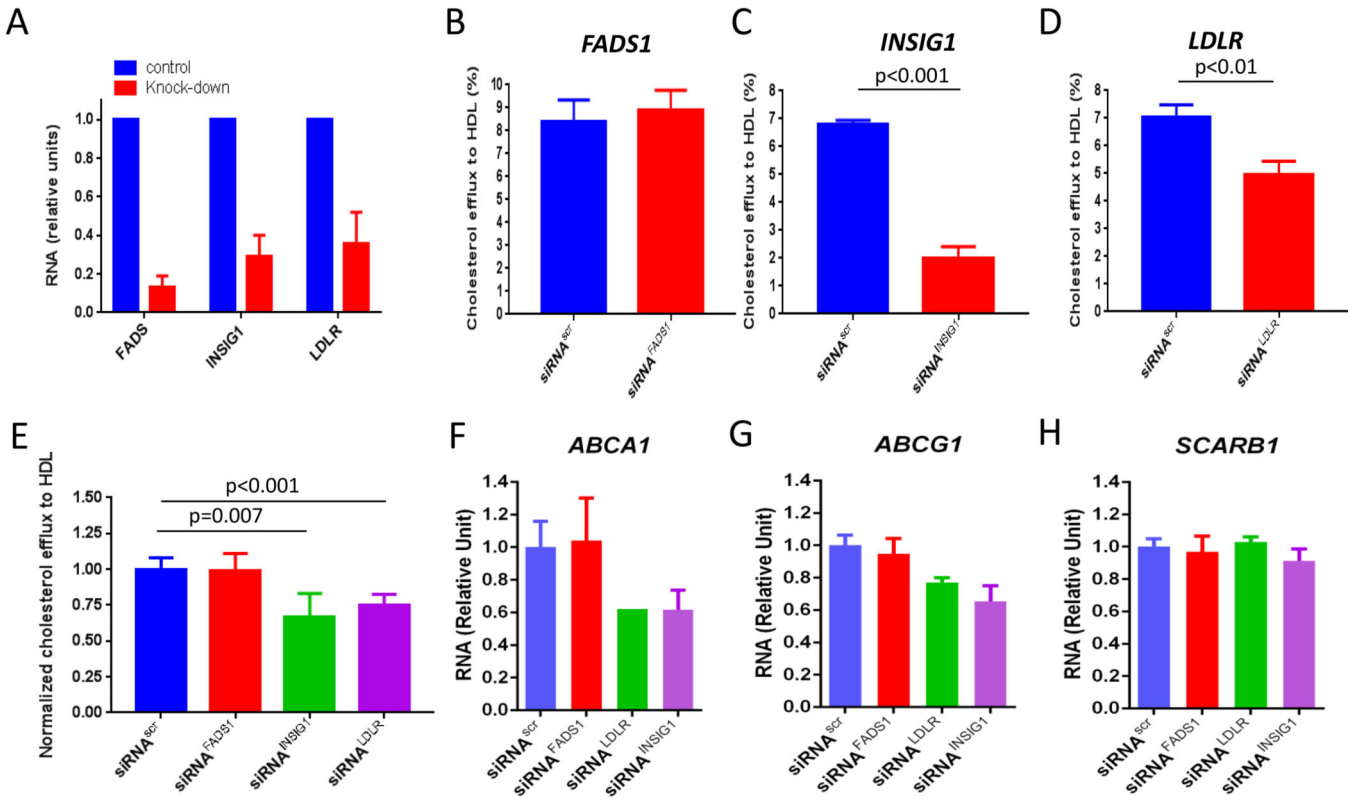 A
control
Knock-down
RNA (relative units)
1.0
0.8
0.6
0.4
0.2
0.0
FADS
INSIG1
LDLR
B
FADS1
Cholesterol efflux to HDL (%)
10
9
8
7
6
5
4
3
2
1
0
siRNA^scr
siRNA^FADS1
C
INSIG1
p<0.001
Cholesterol efflux to HDL (%)
8
7
6
5
4
3
2
1
0
siRNA^scr
siRNA^INSIG1
D
LDLR
p<0.01
Cholesterol efflux to HDL (%)
8
7
6
5
4
3
2
1
0
siRNA^scr
siRNA^LDLR
E
Normalized cholesterol efflux to HDL
1.50
1.25
1.00
0.75
0.50
0.25
0.00
p<0.001
p=0.007
siRNA^scr
siRNA^FADS1
siRNA^INSIG1
siRNA^LDLR
F
ABCA1
RNA (Relative Unit)
1.4
1.2
1.0
0.8
0.6
0.4
0.2
0.0
siRNA^scr
siRNA^FADS1
siRNA^LDLR
siRNA^INSIG1
G
ABCG1
RNA (Relative Unit)
1.4
1.2
1.0
0.8
0.6
0.4
0.2
0.0
siRNA^scr
siRNA^FADS1
siRNA^LDLR
siRNA^INSIG1
H
SCARB1
RNA (Relative Unit)
1.4
1.2
1.0
0.8
0.6
0.4
0.2
0.0
siRNA^scr
siRNA^FADS1
siRNA^LDLR
siRNA^INSIG1